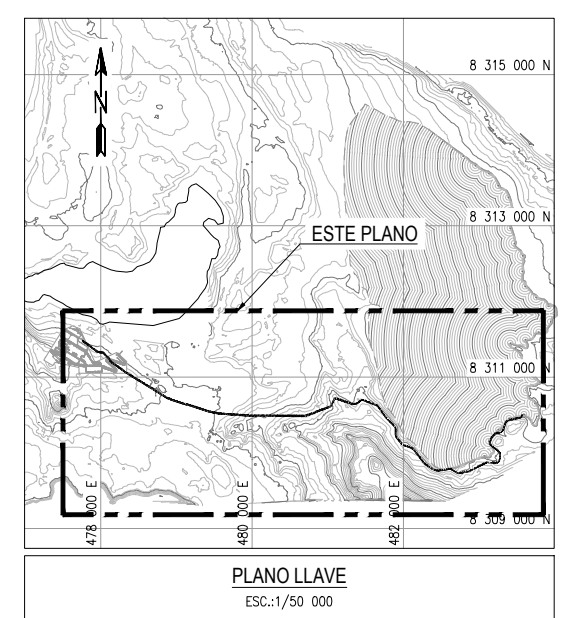 8 315 000 N
N
8 313 000 N
ESTE PLANO
8 311 000 N
478 000 E
480 000 E
482 000 E
8 309 000 N
PLANO LLAVE
ESC.:1/50 000